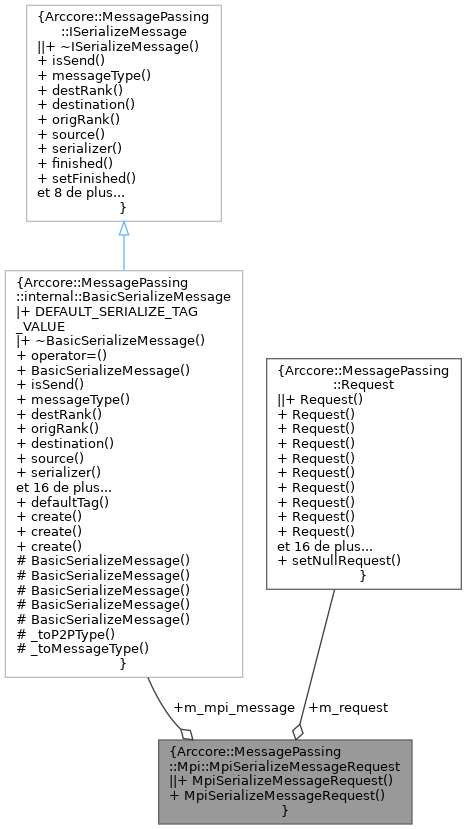 {Arccore::MessagePassing
::ISerializeMessage
||+ ~ISerializeMessage()
+ isSend()
+ messageType()
+ destRank()
+ destination()
+ origRank()
+ source()
+ serializer()
+ finished()
+ setFinished()
et 8 de plus...
}
{Arccore::MessagePassing
::internal::BasicSerializeMessage
|+ DEFAULT_SERIALIZE_TAG
_VALUE
|+ ~BasicSerializeMessage()
+ operator=()
+ BasicSerializeMessage()
+ isSend()
+ messageType()
+ destRank()
+ origRank()
+ destination()
+ source()
+ serializer()
et 16 de plus...
+ defaultTag()
+ create()
+ create()
+ create()
# BasicSerializeMessage()
# BasicSerializeMessage()
# BasicSerializeMessage()
# BasicSerializeMessage()
# BasicSerializeMessage()
# _toP2PType()
# _toMessageType()
}
{Arccore::MessagePassing
::Request
||+ Request()
+ Request()
+ Request()
+ Request()
+ Request()
+ Request()
+ Request()
+ Request()
+ Request()
+ Request()
et 16 de plus...
+ setNullRequest()
}
+m_mpi_message
+m_request
{Arccore::MessagePassing
::Mpi::MpiSerializeMessageRequest
||+ MpiSerializeMessageRequest()
+ MpiSerializeMessageRequest()
}